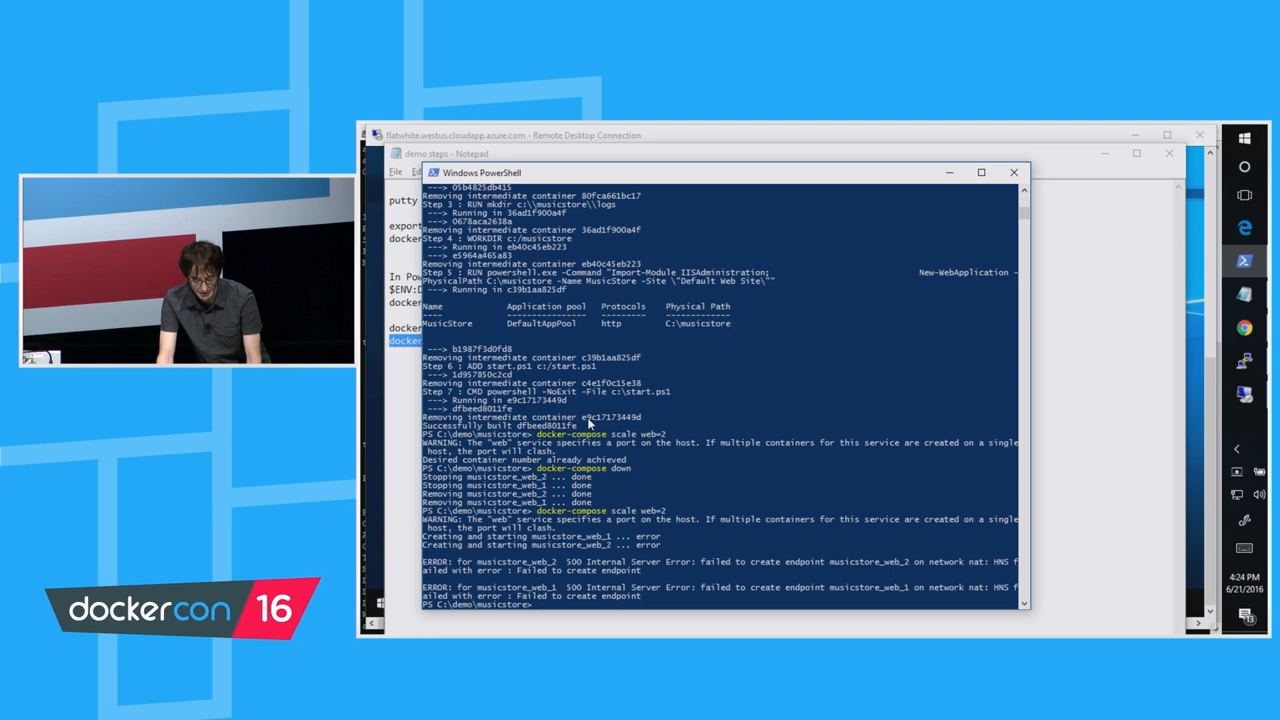 flatwhite.westus.cloudapp.azure.com - Remote Desktop Connection
demo steps - Notepad
File
putty
export
docker
In Pow
$ENV:D
docker
docker
docker
Windows PowerShell
---> 05b4825db415
Removing intermediate container 80fca661bc17
Step 3 : RUN mkdir c:\\musicstore\\logs
---> Running in 36ad1f900a4f
---> 0678aca2638a
Removing intermediate container 36ad1f900a4f
Step 4 : WORKDIR c:/musicstore
---> Running in eb40c45eb223
---> e5964a465a83
Removing intermediate container eb40c45eb223
Step 5 : RUN powershell.exe -Command "Import-Module IISAdministration; New-WebApplication -
PhysicalPath C:\musicstore -Name MusicStore -Site \"Default Web Site\""
---> Running in c39b1aa825df
Name Application pool Protocols Physical Path
---- ---------------- --------- -------------
MusicStore DefaultAppPool http C:\musicstore
---> b1987f3d0fd8
Removing intermediate container c39b1aa825df
Step 6 : ADD start.ps1 c:/start.ps1
---> 1d957850c2cd
Removing intermediate container c4e1f0c15e38
Step 7 : CMD powershell -NoExit -File c:\start.ps1
---> Running in e9c17173449d
---> dfbeed8011fe
Removing intermediate container e9c17173449d
Successfully built dfbeed8011fe
PS C:\demo\musicstore> docker-compose scale web=2
WARNING: The "web" service specifies a port on the host. If multiple containers for this service are created on a single
host, the port will clash.
Desired container number already achieved
PS C:\demo\musicstore> docker-compose down
Stopping musicstore_web_2 ... done
Stopping musicstore_web_1 ... done
Removing musicstore_web_2 ... done
Removing musicstore_web_1 ... done
PS C:\demo\musicstore> docker-compose scale web=2
WARNING: The "web" service specifies a port on the host. If multiple containers for this service are created on a single
host, the port will clash.
Creating and starting musicstore_web_1 ... error
Creating and starting musicstore_web_2 ... error
ERROR: for musicstore_web_2  500 Internal Server Error: failed to create endpoint musicstore_web_2 on network nat: HNS f
ailed with error : Failed to create endpoint
ERROR: for musicstore_web_1  500 Internal Server Error: failed to create endpoint musicstore_web_1 on network nat: HNS f
ailed with error : Failed to create endpoint
PS C:\demo\musicstore>
4:24 PM
6/21/2016
13
dockercon 16